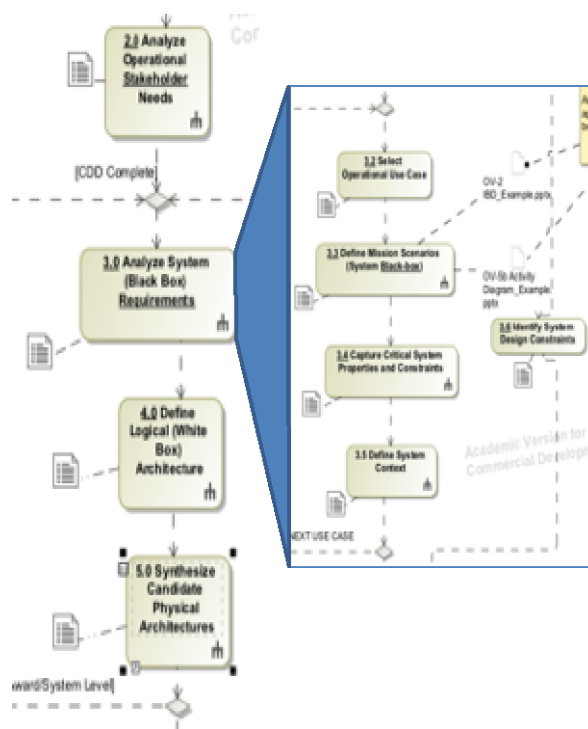 2.0 Analyze
Operational
Stakeholder
Needs
[CDD Complete]
3.0 Analyze System
(Black Box)
Requirements
4.0 Define
Logical (White
Box)
Architecture
5.0 Synthesize
Candidate
Physical
Architectures
ward/System Level]
3.2 Select
Operational Use Case
OV-2
IBD_Example.pptx
3.3 Define Mission Scenarios
(System Black-box)
OV-5b Activity
Diagram_Example.
pptx
3.6 Identify System
Design Constraints
3.4 Capture Critical System
Properties and Constraints
Academic Version for
Commercial Developm
3.5 Define System
Context
NEXT USE CASE